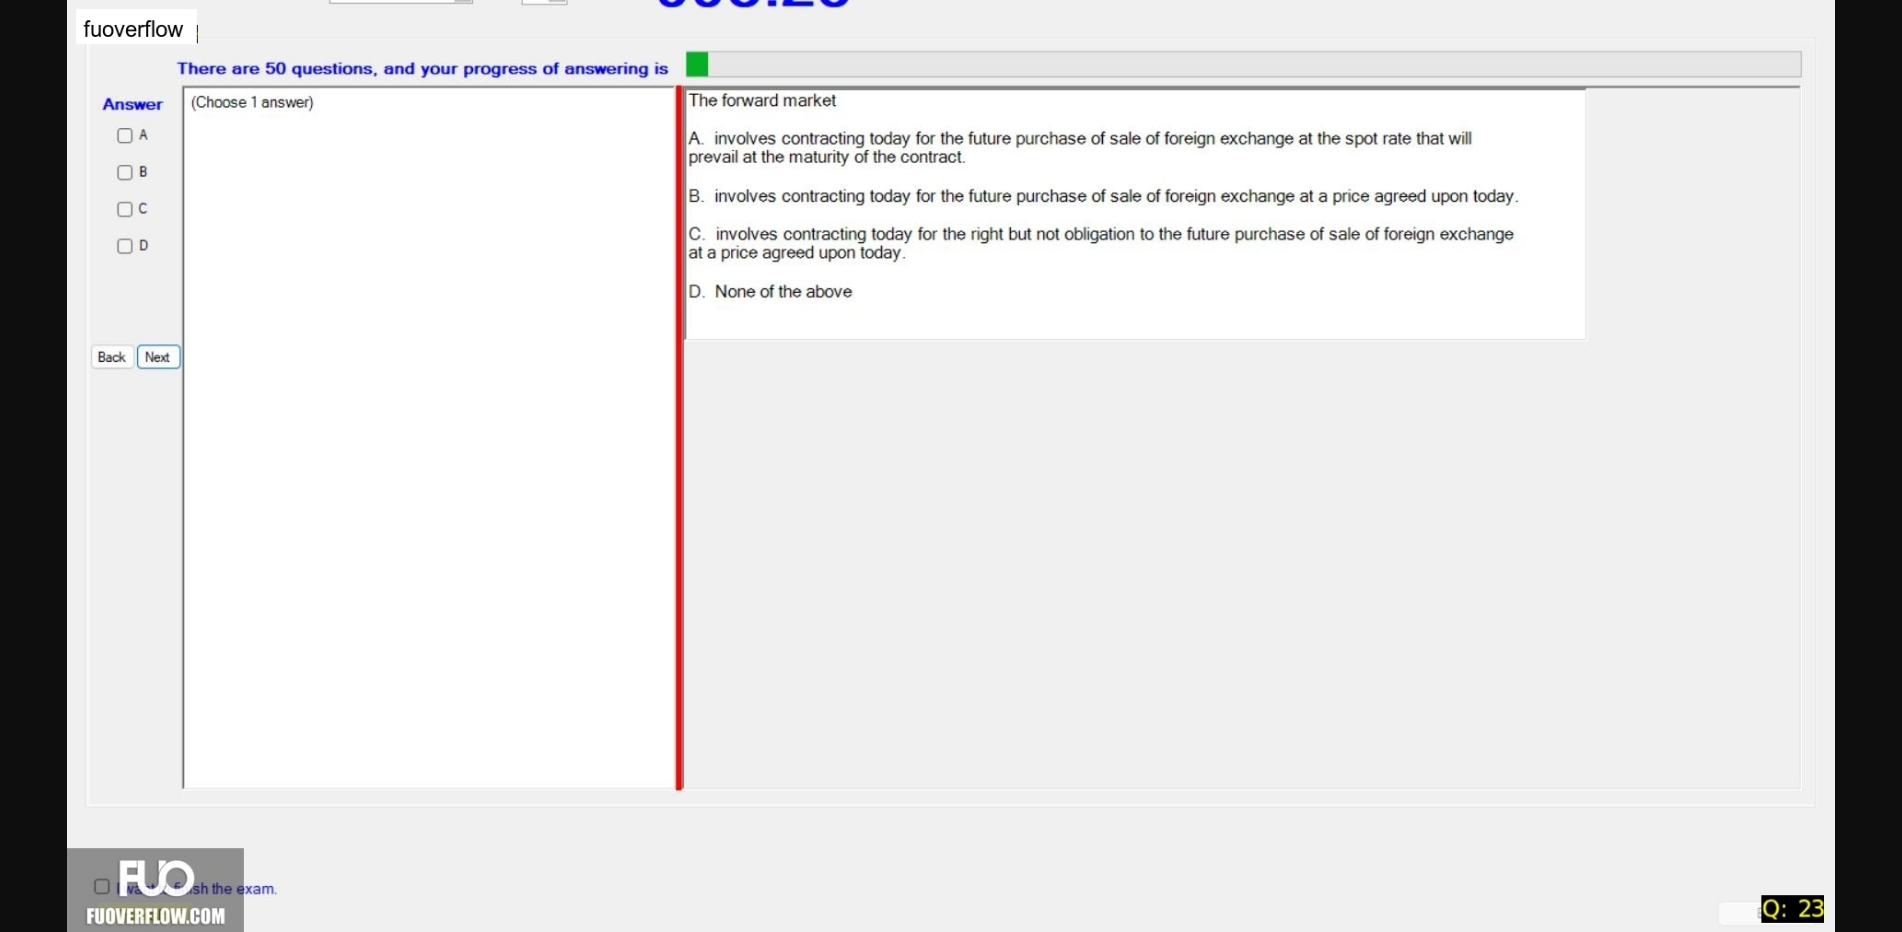 fuoverflow
There are 50 questions, and your progress of answering is
Answer
A
B
C
D
Back Next
(Choose 1 answer)
The forward market
A. involves contracting today for the future purchase of sale of foreign exchange at the spot rate that will
prevail at the maturity of the contract.
B. involves contracting today for the future purchase of sale of foreign exchange at a price agreed upon today.
C. involves contracting today for the right but not obligation to the future purchase of sale of foreign exchange
at a price agreed upon today.
D. None of the above
FUO
I want finish the exam.
FUOVERFLOW.COM
Q: 23